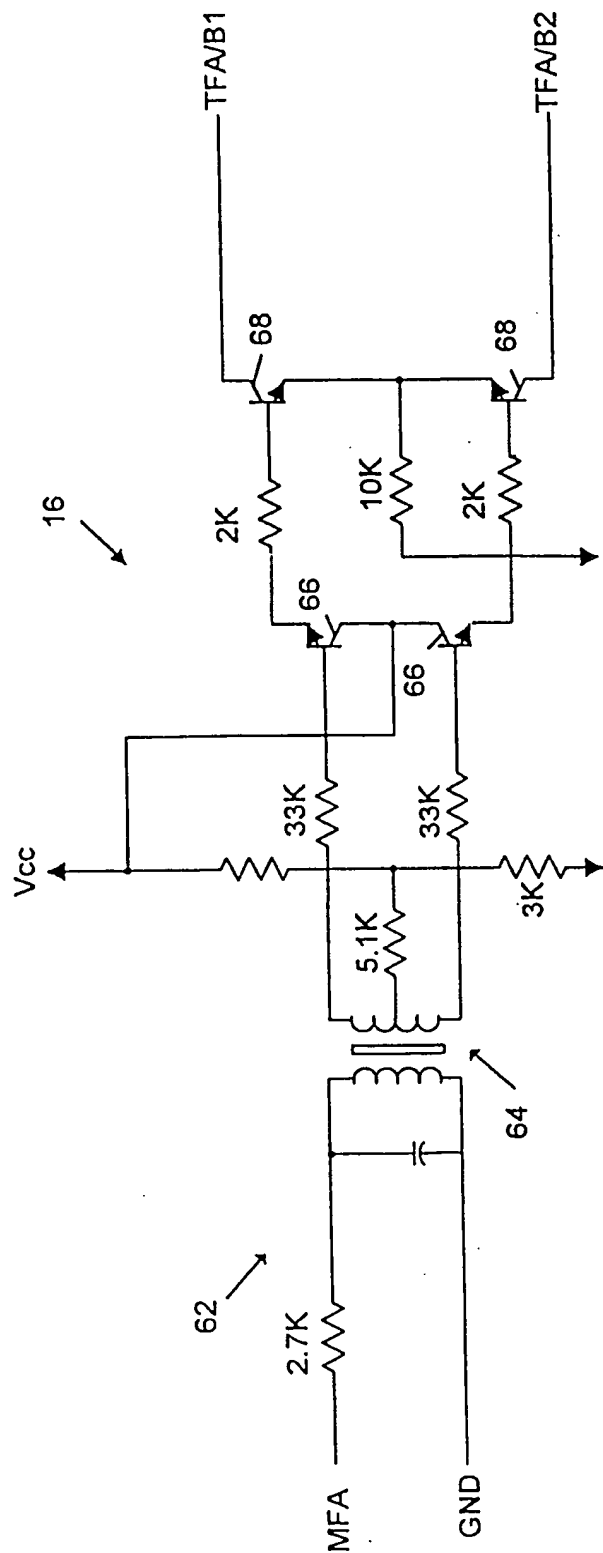 16
Vcc
TFA/B1
68
2K
66
33K
62
2.7K
MFA
5.1K
10K
66
68
33K
2K
3K
64
GND
TFA/B2